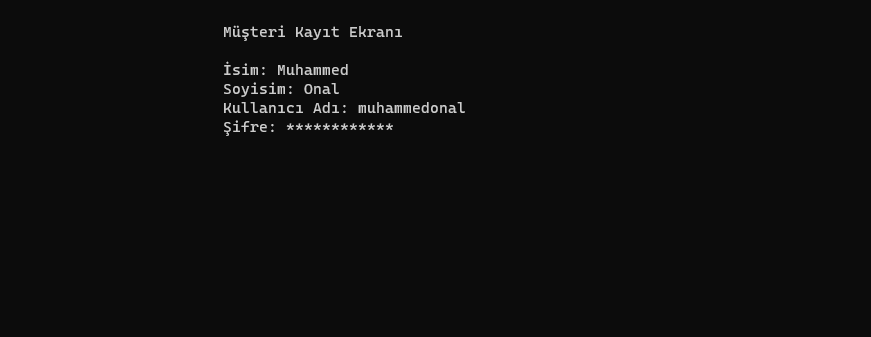 Müşteri Kayıt Ekranı
İsim: Muhammed
Soyisim: Onal
Kullanıcı Adı: muhammedonal
Şifre: ************